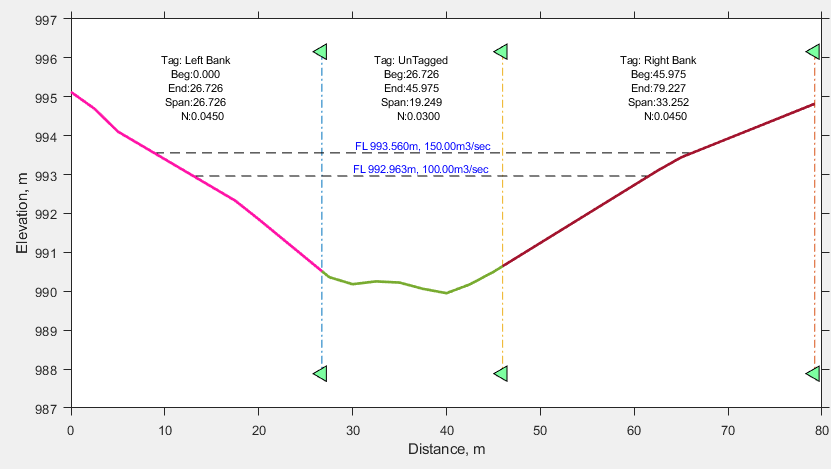 997
996
995
994
993
992
991
990
989
988
987
Elevation, m
Tag: Left Bank
Beg:0.000
End:26.726
Span:26.726
N:0.0450
Tag: UnTagged
Beg:26.726
End:45.975
Span:19.249
N:0.0300
Tag: Right Bank
Beg:45.975
End:79.227
Span:33.252
N:0.0450
FL 993.560m, 150.00m3/sec
FL 992.963m, 100.00m3/sec
0 10 20 30 40 50 60 70 80
Distance, m